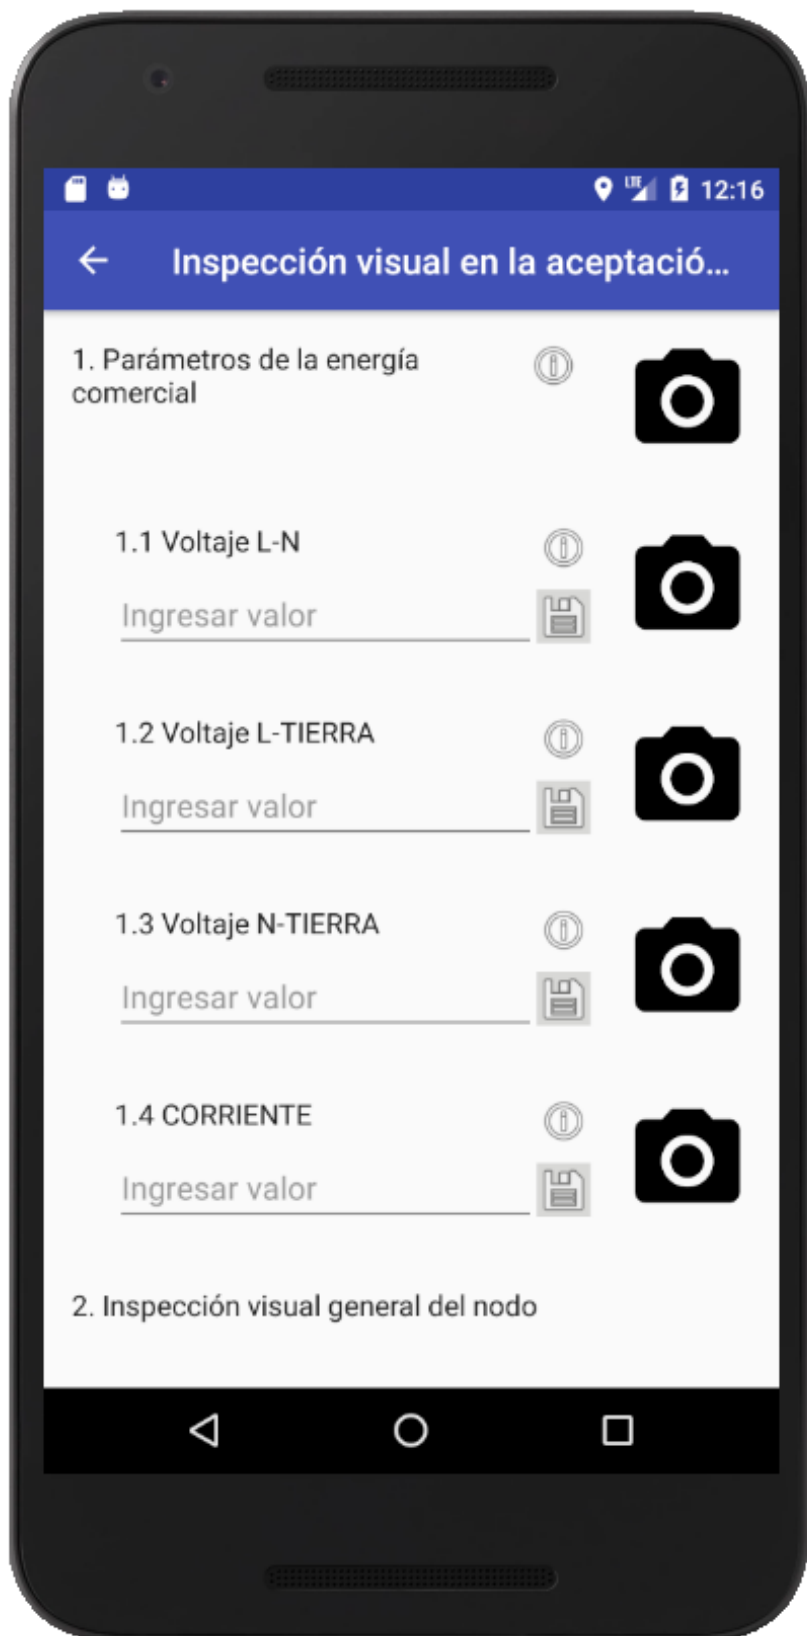 LTE 12:16
Inspección visual en la aceptació...
1. Parámetros de la energía
comercial
1.1 Voltaje L-N
Ingresar valor
1.2 Voltaje L-TIERRA
Ingresar valor
1.3 Voltaje N-TIERRA
Ingresar valor
1.4 CORRIENTE
Ingresar valor
2. Inspección visual general del nodo